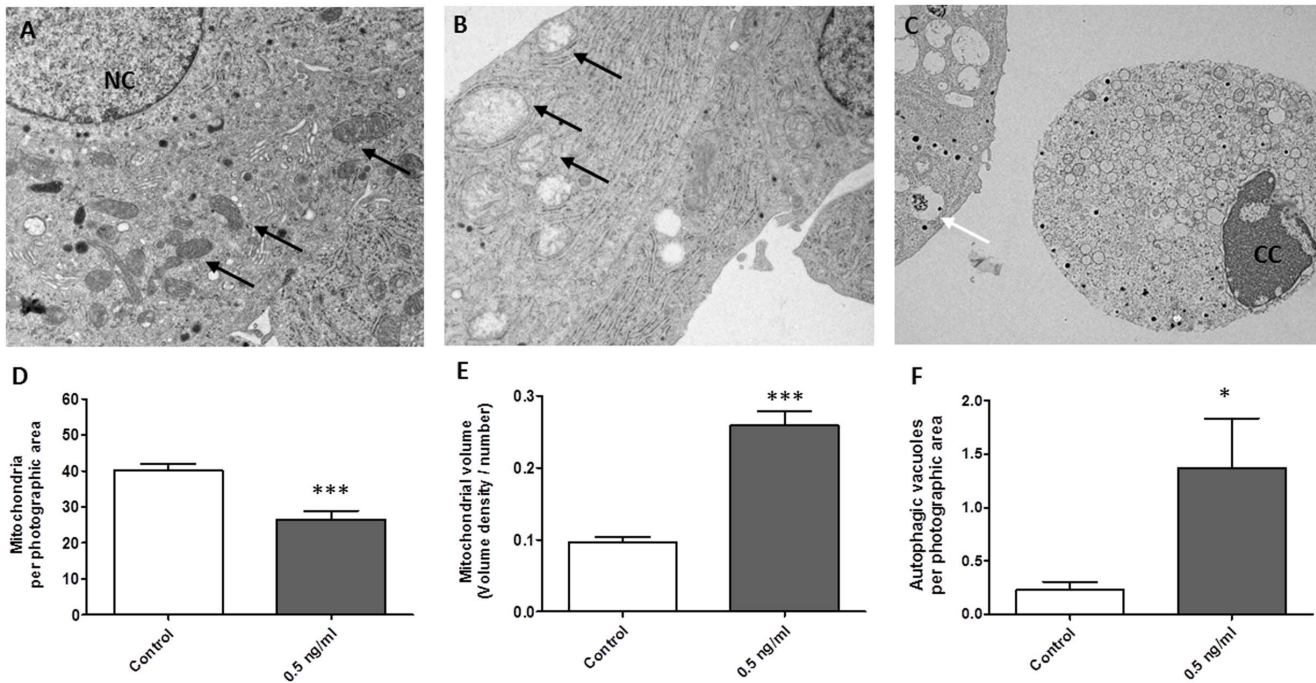 A
NC
B
C
CC
D
Mitochondria
per photographic area
60
50
40
30
20
10
0
***
Control
0.5 ng/ml
E
Mitochondrial volume
(Volume density / number)
0.3
0.2
0.1
0.0
***
Control
0.5 ng/ml
F
Autophagic vacuoles
per photographic area
2.0
1.5
1.0
0.5
0.0
*
Control
0.5 ng/ml